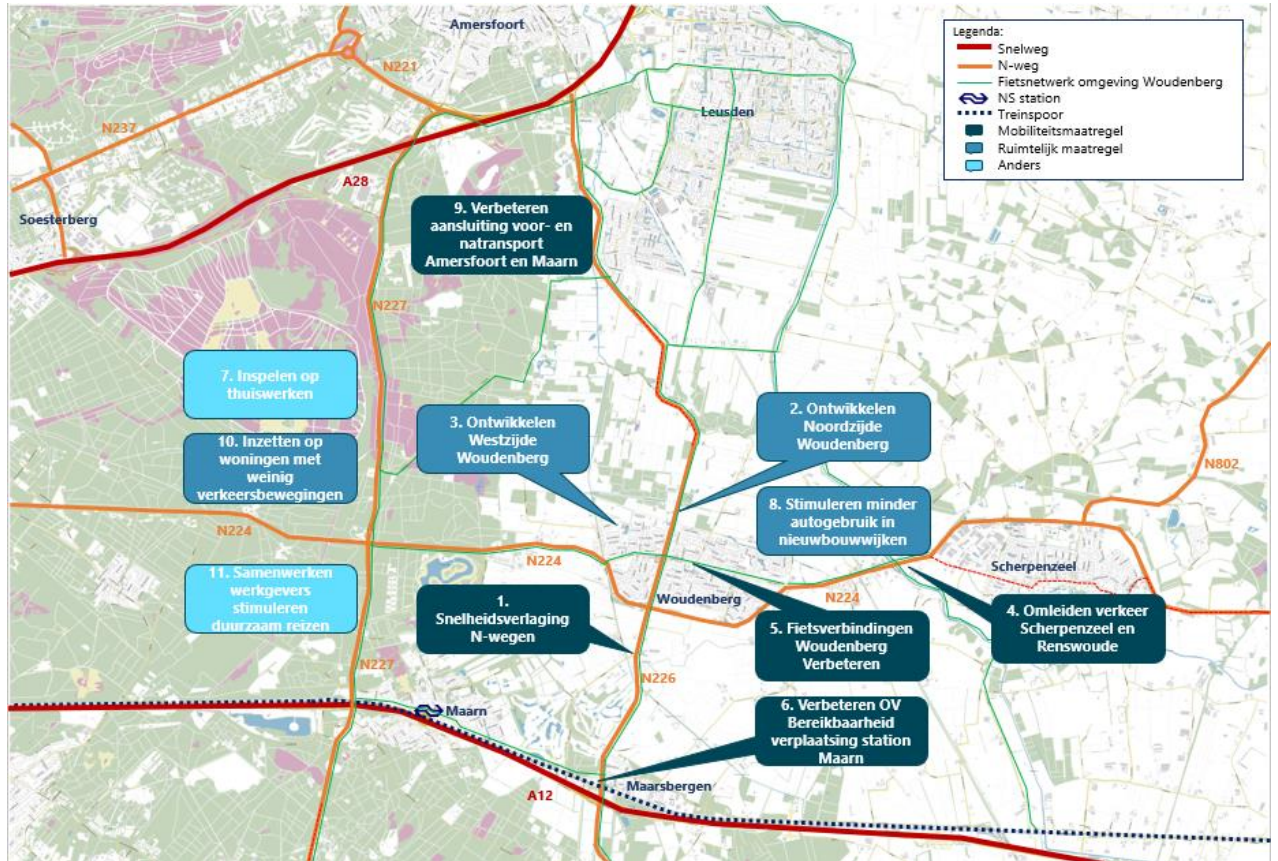 Amersfoort
Legenda:
Snelweg
N-weg
Fietsnetwerk omgeving Woudenberg
NS station
Treinspoor
Mobiliteitsmaatregel
Ruimtelijk maatregel
Anders
N221
N237
Leusden
A28
Soesterberg
9. Verbeteren
aansluiting voor- en
natransport
Amersfoort en Maarn
N227
7. Inspelen op
thuiswerken
3. Ontwikkelen
Westzijde
Woudenberg
2. Ontwikkelen
Noordzijde
Woudenberg
10. Inzetten op
woningen met
weinig
verkeersbewegingen
N802
8. Stimuleren minder
autogebruik in
nieuwbouwwijken
N224
N224
Scherpenzeel
11. Samenwerken
werkgevers
stimuleren
duurzaam reizen
1.
Snelheidsverlaging
N-wegen
Woudenberg
N224
5. Fietsverbindingen
Woudenberg
Verbeteren
4. Omleiden verkeer
Scherpenzeel en
Renswoude
N227
N226
Maarn
6. Verbeteren OV
Bereikbaarheid
verplaatsing station
Maarn
Maarsbergen
A12